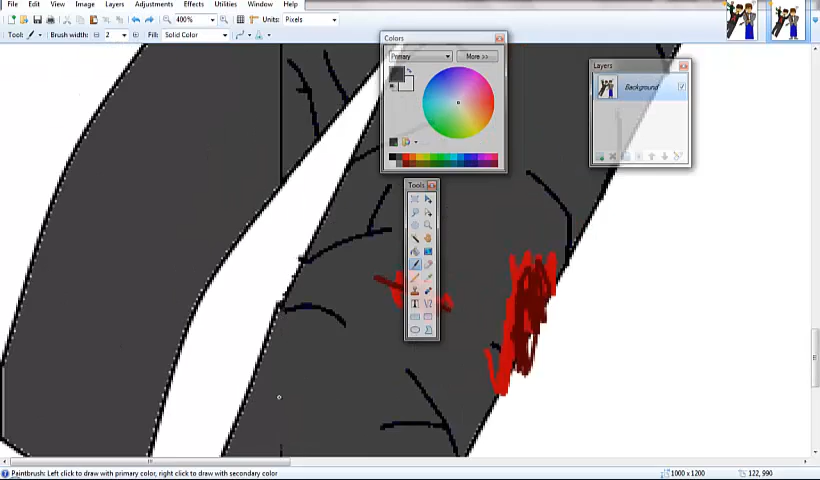 File Edit View Image Layers Adjustments Effects Utilities Window Help
400% Units: Pixels
Tool: Brush width: 2 Fill: Solid Color
Colors
Primary More >>
Layers
Background
Tools
Paintbrush: Left click to draw with primary color, right click to draw with secondary color 1000 x 1200 122, 990